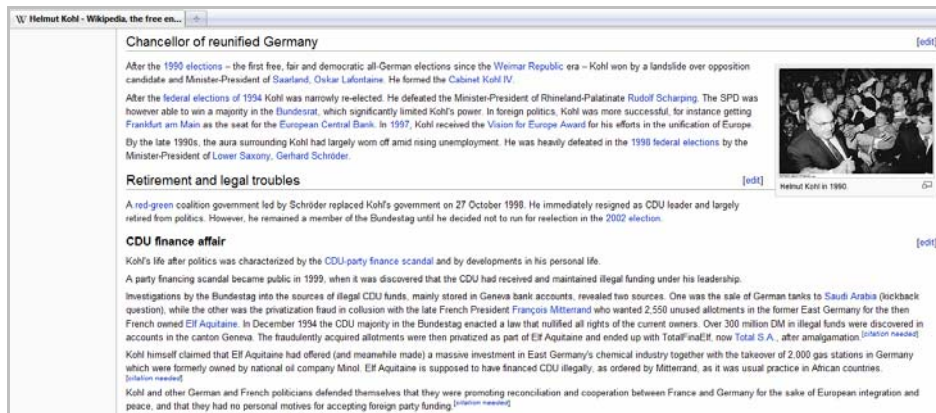 Helmut Kohl - Wikipedia, the free en...
Chancellor of reunified Germany
[edit]
After the 1990 elections – the first free, fair and democratic all-German elections since the Weimar Republic era – Kohl won by a landslide over opposition
candidate and Minister-President of Saarland, Oskar Lafontaine. He formed the Cabinet Kohl IV.
After the federal elections of 1994 Kohl was narrowly re-elected. He defeated the Minister-President of Rhineland-Palatinate Rudolf Scharping. The SPD was
however able to win a majority in the Bundesrat, which significantly limited Kohl's power. In foreign politics, Kohl was more successful, for instance getting
Frankfurt am Main as the seat for the European Central Bank. In 1997, Kohl received the Vision for Europe Award for his efforts in the unification of Europe.
By the late 1990s, the aura surrounding Kohl had largely worn off amid rising unemployment. He was heavily defeated in the 1998 federal elections by the
Minister-President of Lower Saxony, Gerhard Schröder.
Helmut Kohl in 1990.
Retirement and legal troubles
[edit]
A red-green coalition government led by Schröder replaced Kohl's government on 27 October 1998. He immediately resigned as CDU leader and largely
retired from politics. However, he remained a member of the Bundestag until he decided not to run for reelection in the 2002 election.
CDU finance affair
[edit]
Kohl's life after politics was characterized by the CDU-party finance scandal and by developments in his personal life.
A party financing scandal became public in 1999, when it was discovered that the CDU had received and maintained illegal funding under his leadership.
Investigations by the Bundestag into the sources of illegal CDU funds, mainly stored in Geneva bank accounts, revealed two sources. One was the sale of German tanks to Saudi Arabia (kickback
question), while the other was the privatization fraud in collusion with the late French President François Mitterrand who wanted 2,550 unused allotments in the former East Germany for the then
French owned Elf Aquitaine. In December 1994 the CDU majority in the Bundestag enacted a law that nullified all rights of the current owners. Over 300 million DM in illegal funds were discovered in
accounts in the canton Geneva. The fraudulently acquired allotments were then privatized as part of Elf Aquitaine and ended up with TotalFinaElf, now Total S.A., after amalgamation.[citation needed]
Kohl himself claimed that Elf Aquitaine had offered (and meanwhile made) a massive investment in East Germany's chemical industry together with the takeover of 2,000 gas stations in Germany
which were formerly owned by national oil company Minol. Elf Aquitaine is supposed to have financed CDU illegally, as ordered by Mitterrand, as it was usual practice in African countries.
[citation needed]
Kohl and other German and French politicians defended themselves that they were promoting reconciliation and cooperation between France and Germany for the sake of European integration and
peace, and that they had no personal motives for accepting foreign party funding.[citation needed]